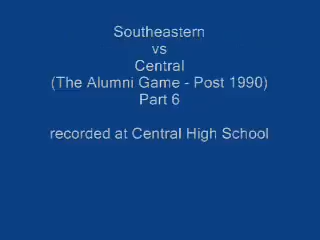 Southeastern
vs
Central
(The Alumni Game - Post 1990)
Part 6
recorded at Central High School